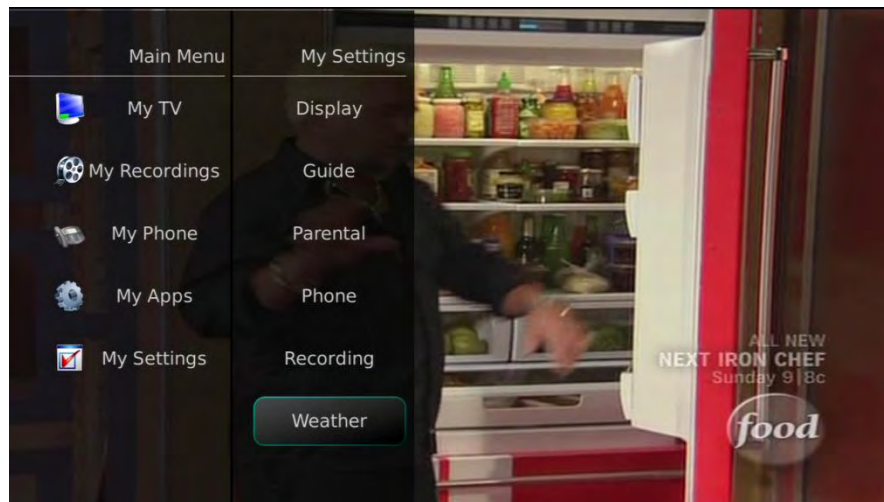 Main Menu
My TV
My Recordings
My Phone
My Apps
My Settings
My Settings
Display
Guide
Parental
Phone
Recording
Weather
ALL NEW
NEXT IRON CHEF
Sunday 9|8c
food